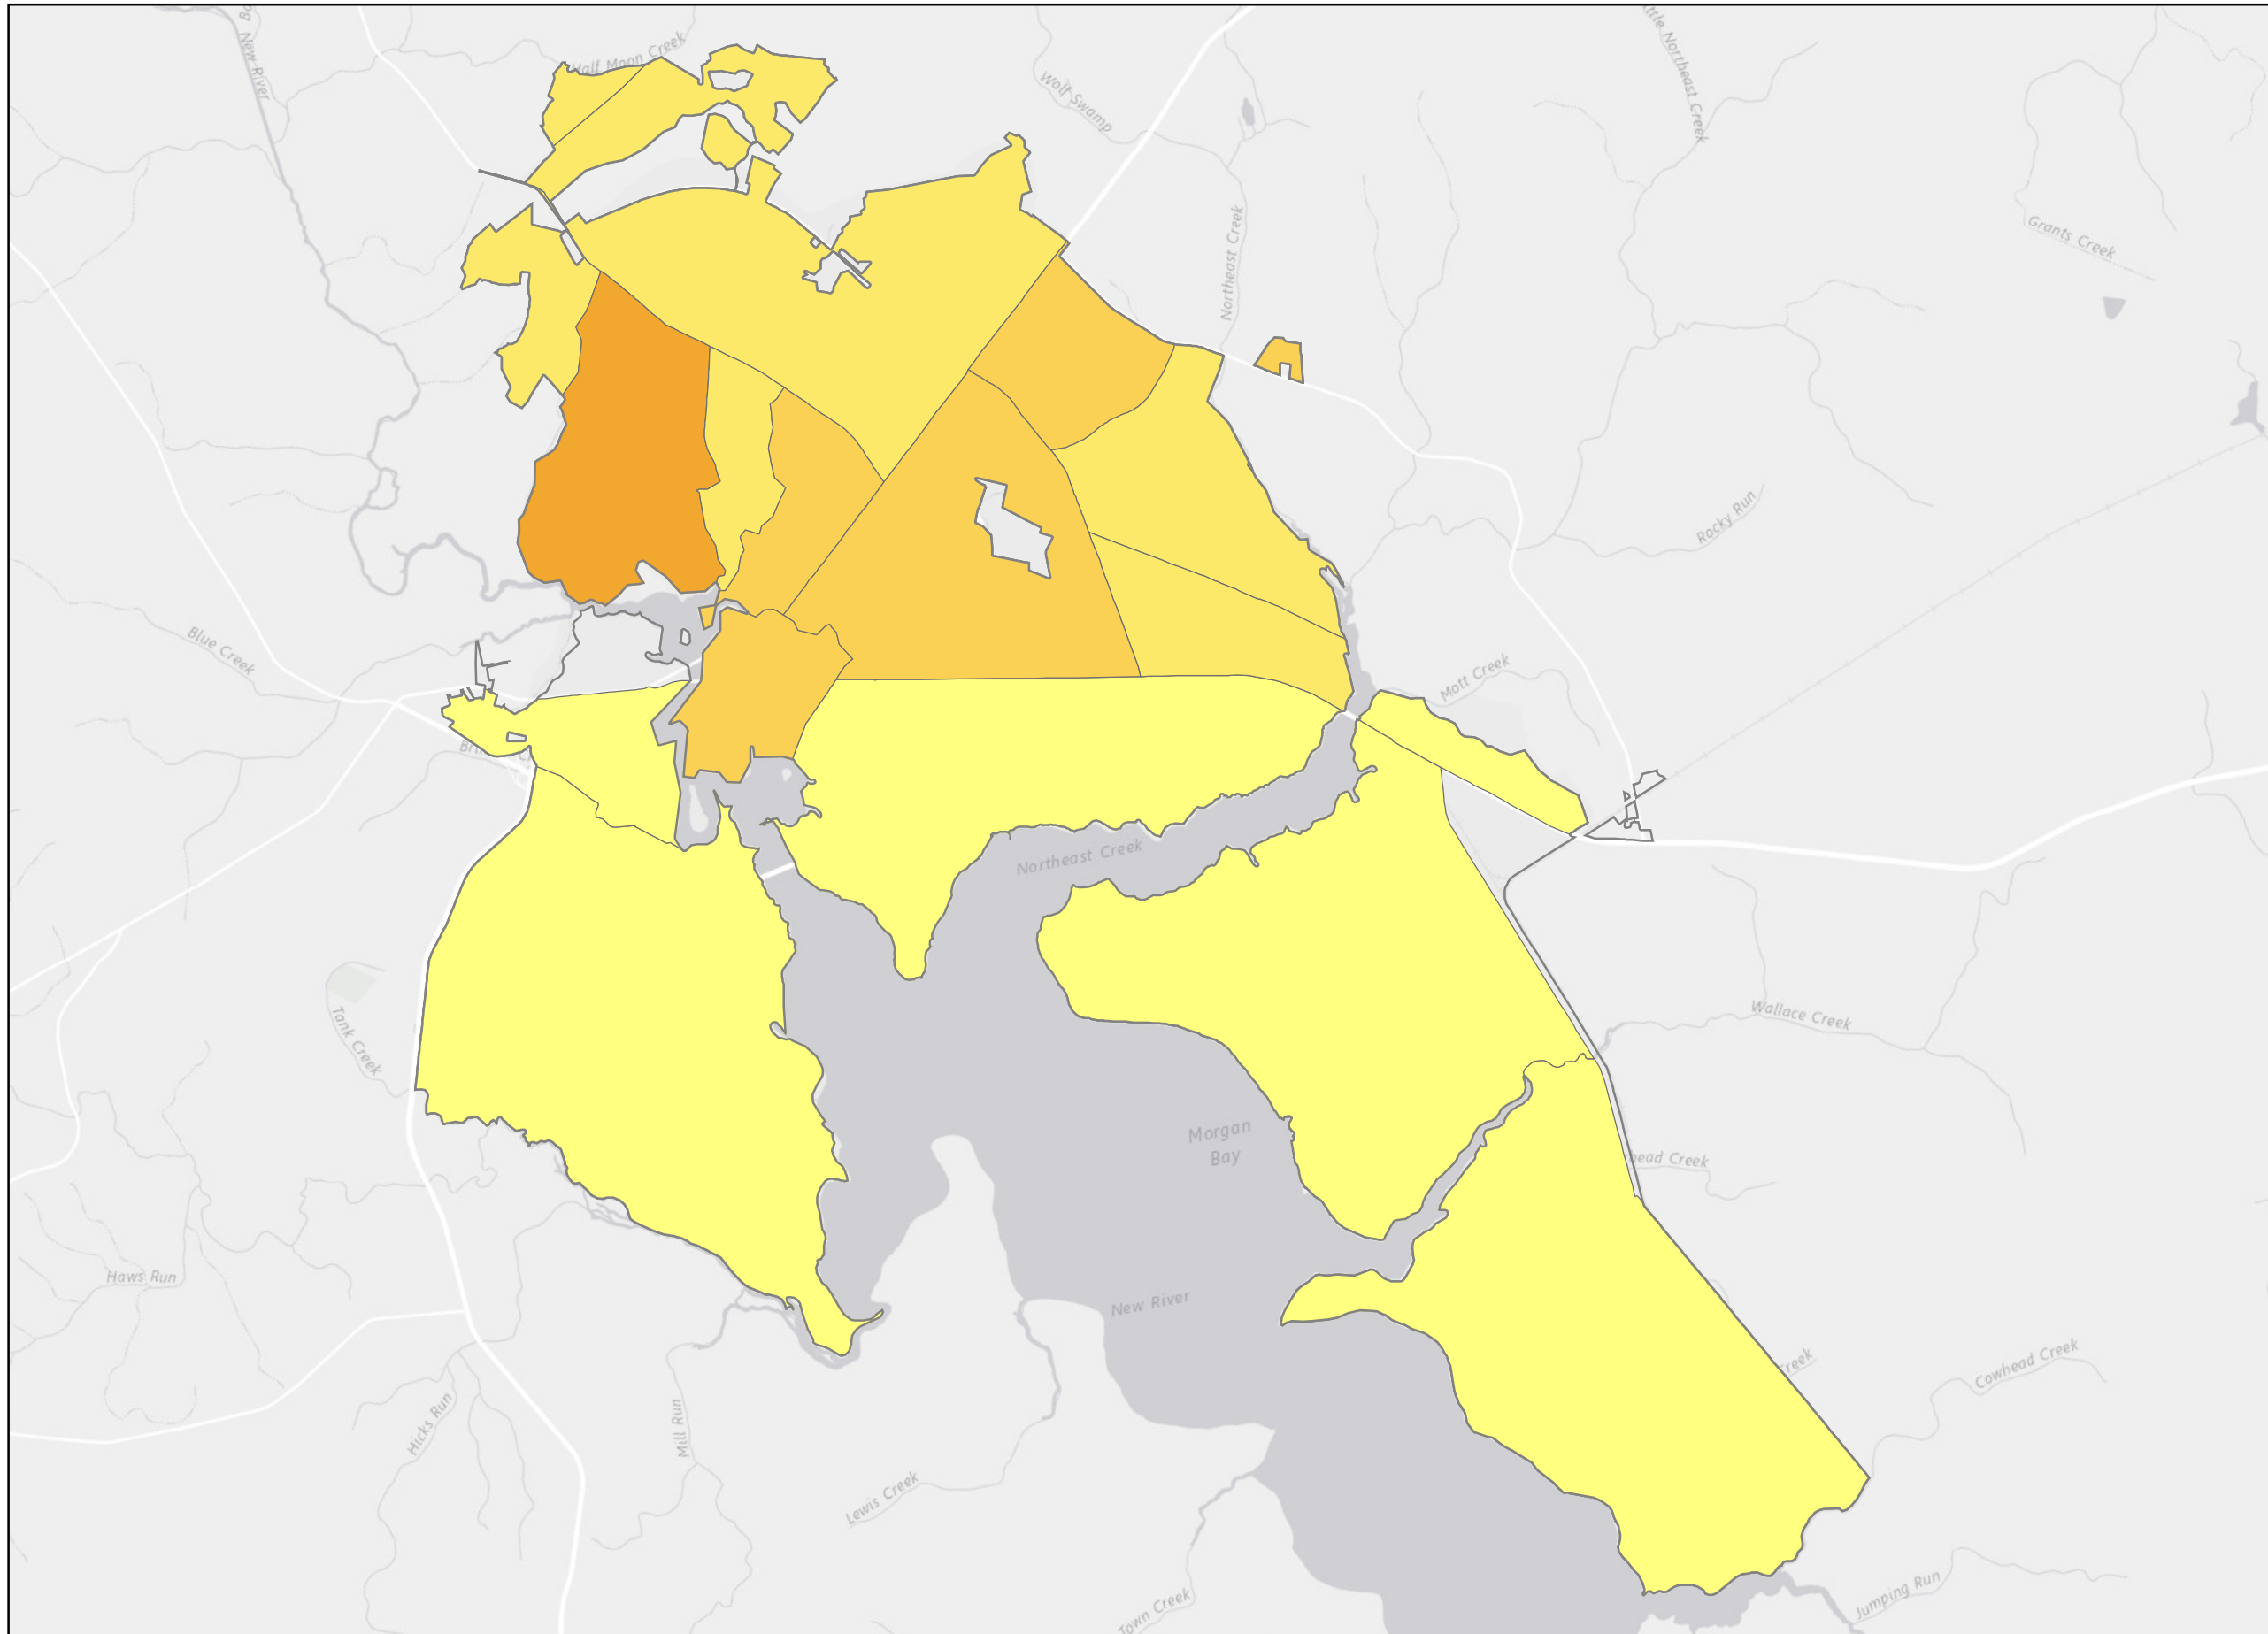 New River
Half Moon Creek
Wolf Swamp
Northeast Creek
Grants Creek
Northeast Creek
Rocky Run
Blue Creek
Mott Creek
Northeast Creek
Tank Creek
Wallace Creek
Morgan
Bay
head Creek
Haws Run
New River
Creek
Cowhead Creek
Hicks Run
Mill Run
Lewis Creek
Town Creek
Jumping Run